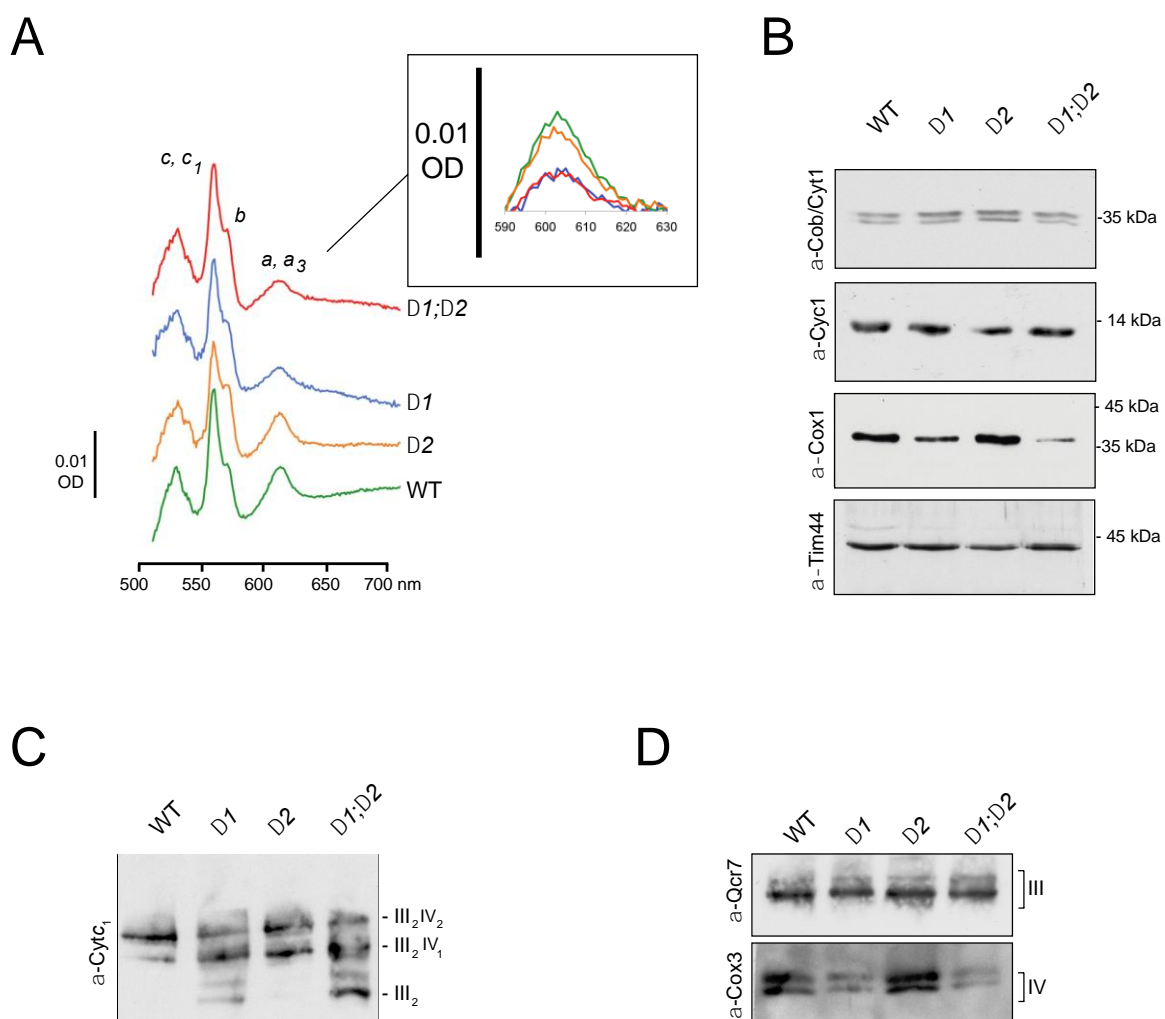 A
c, c1
b
a, a3
0.01
OD
590 600 610 620 630
D1;D2
D1
D2
WT
0.01
OD
500 550 600 650 700 nm
B
WT D1 D2 D1;D2
a-Cob/Cyt1
-35 kDa
a-Cyc1
- 14 kDa
a-Cox1
- 45 kDa
-35 kDa
a-Tim44
- 45 kDa
C
WT D1 D2 D1;D2
a-Cytc1
- III2IV2
- III2IV1
- III2
D
WT D1 D2 D1;D2
a-Qcr7
III
a-Cox3
IV